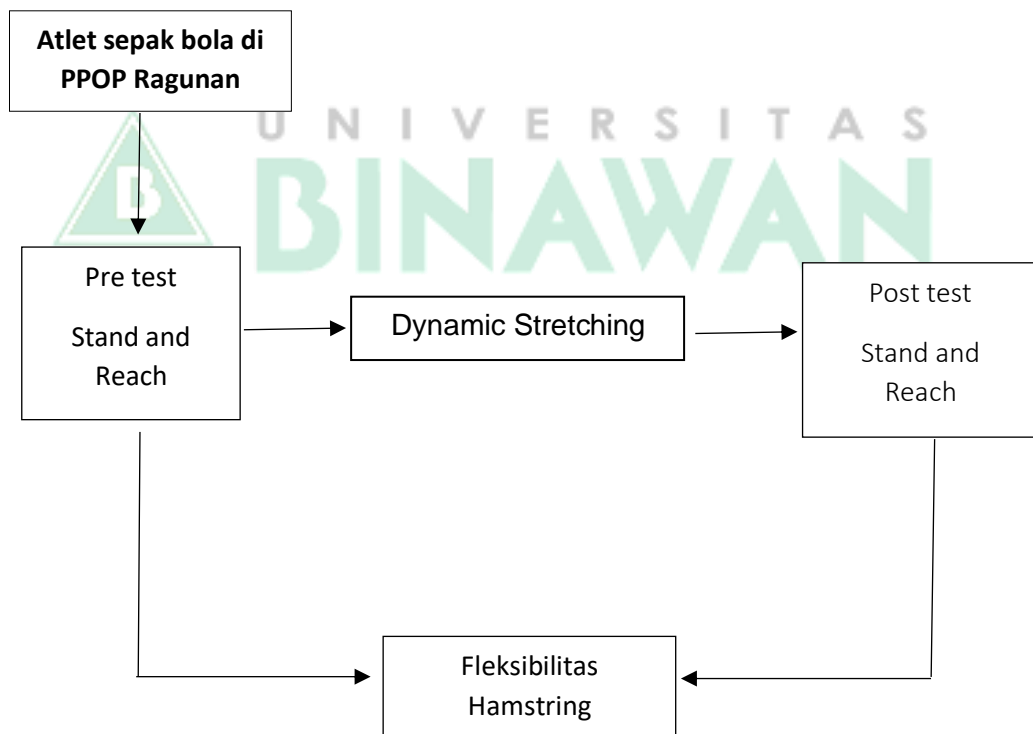 Atlet sepak bola di
PPOP Ragunan
UNIVERSITAS
B
BINAWAN
Pre test
Stand and
Reach
Dynamic Stretching
Post test
Stand and
Reach
Fleksibilitas
Hamstring